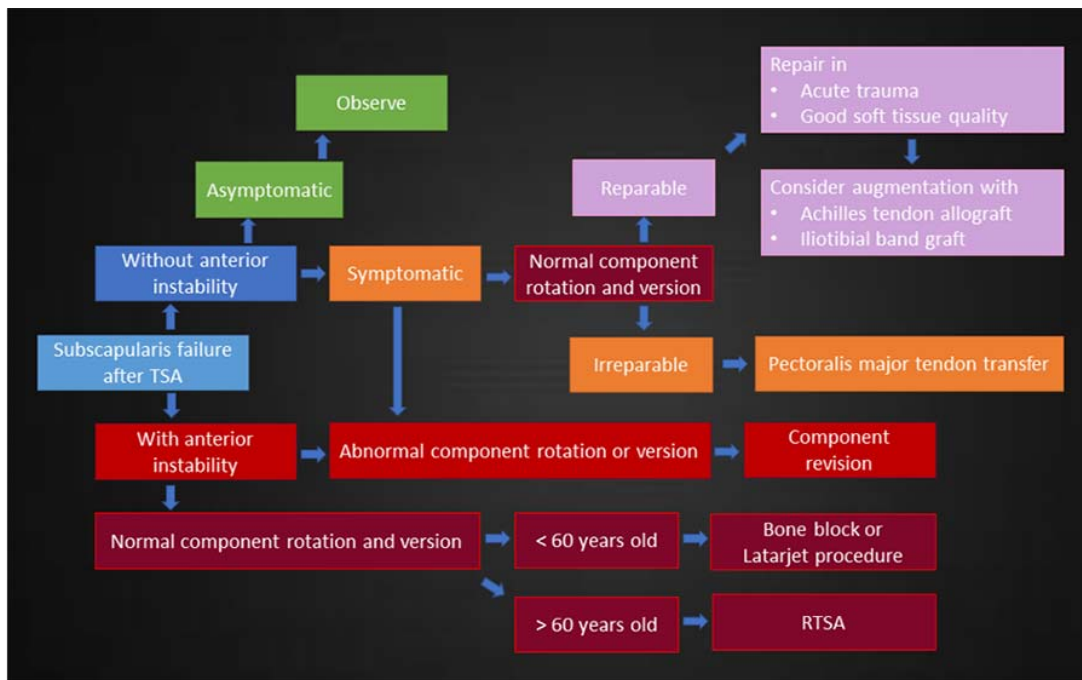 Observe
Repair in
• Acute trauma
• Good soft tissue quality
Asymptomatic
Reparable
Consider augmentation with
• Achilles tendon allograft
• Iliotibial band graft
Without anterior
instability
Symptomatic
Normal component
rotation and version
Subscapularis failure
after TSA
Irreparable
Pectoralis major tendon transfer
With anterior
instability
Abnormal component rotation or version
Component
revision
Normal component rotation and version
< 60 years old
Bone block or
Latarjet procedure
> 60 years old
RTSA